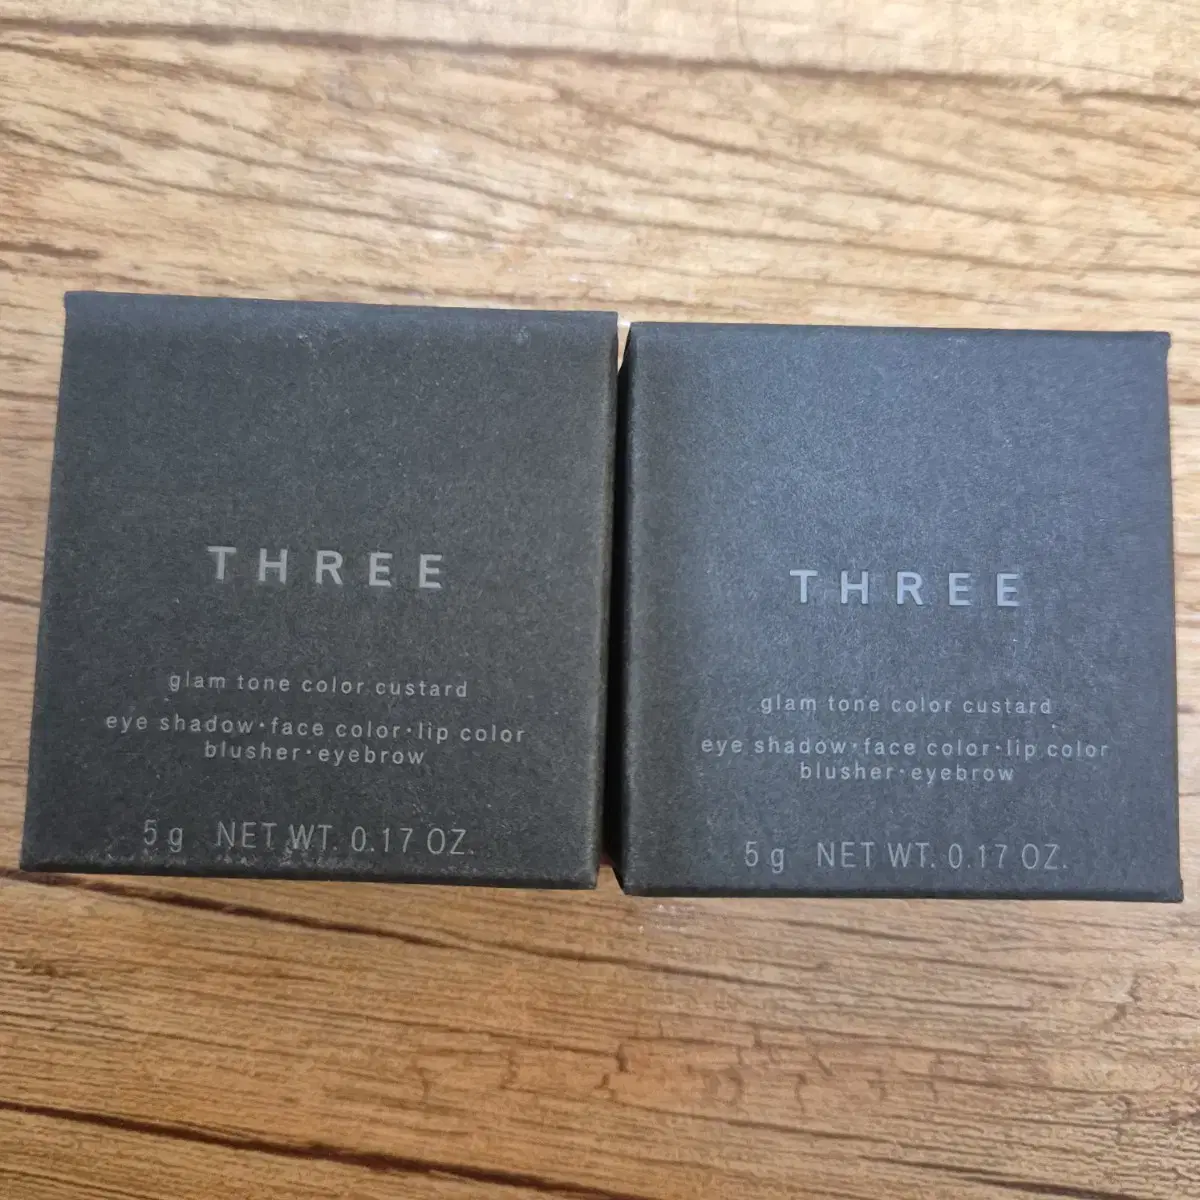 THREE
glam tone color custard
eye shadow･face color･lip color
blusher･eyebrow
5g NET WT. 0.17 OZ.
THREE
glam tone color custard
eye shadow･face color･lip color
blusher･eyebrow
5g NET WT. 0.17 OZ.